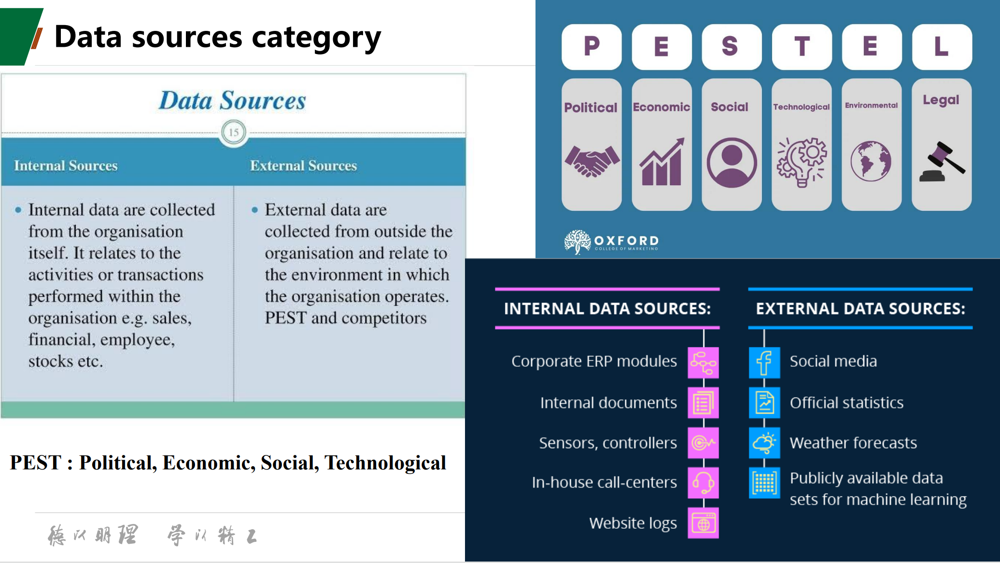 Data sources category
Data Sources
15
Internal Sources
External Sources
• Internal data are collected
from the organisation
itself. It relates to the
activities or transactions
performed within the
organisation e.g. sales,
financial, employee,
stocks etc.
• External data are
collected from outside the
organisation and relate to
the environment in which
the organisation operates.
PEST and competitors
PEST : Political, Economic, Social, Technological
德以明理 学以精工
P E S T E L
Political
Economic
Social
Technological
Environmental
Legal
OXFORD
COLLEGE OF MARKETING
INTERNAL DATA SOURCES:
Corporate ERP modules
Internal documents
Sensors, controllers
In-house call-centers
Website logs
EXTERNAL DATA SOURCES:
Social media
Official statistics
Weather forecasts
Publicly available data
sets for machine learning